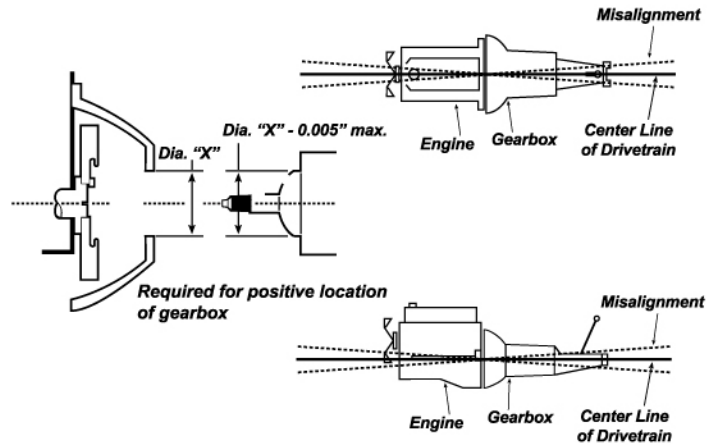 Misalignment
Dia. "X"
Dia. "X" - 0.005" max.
Engine
Gearbox
Center Line
of Drivetrain
Required for positive location
of gearbox
Misalignment
Engine
Gearbox
Center Line
of Drivetrain